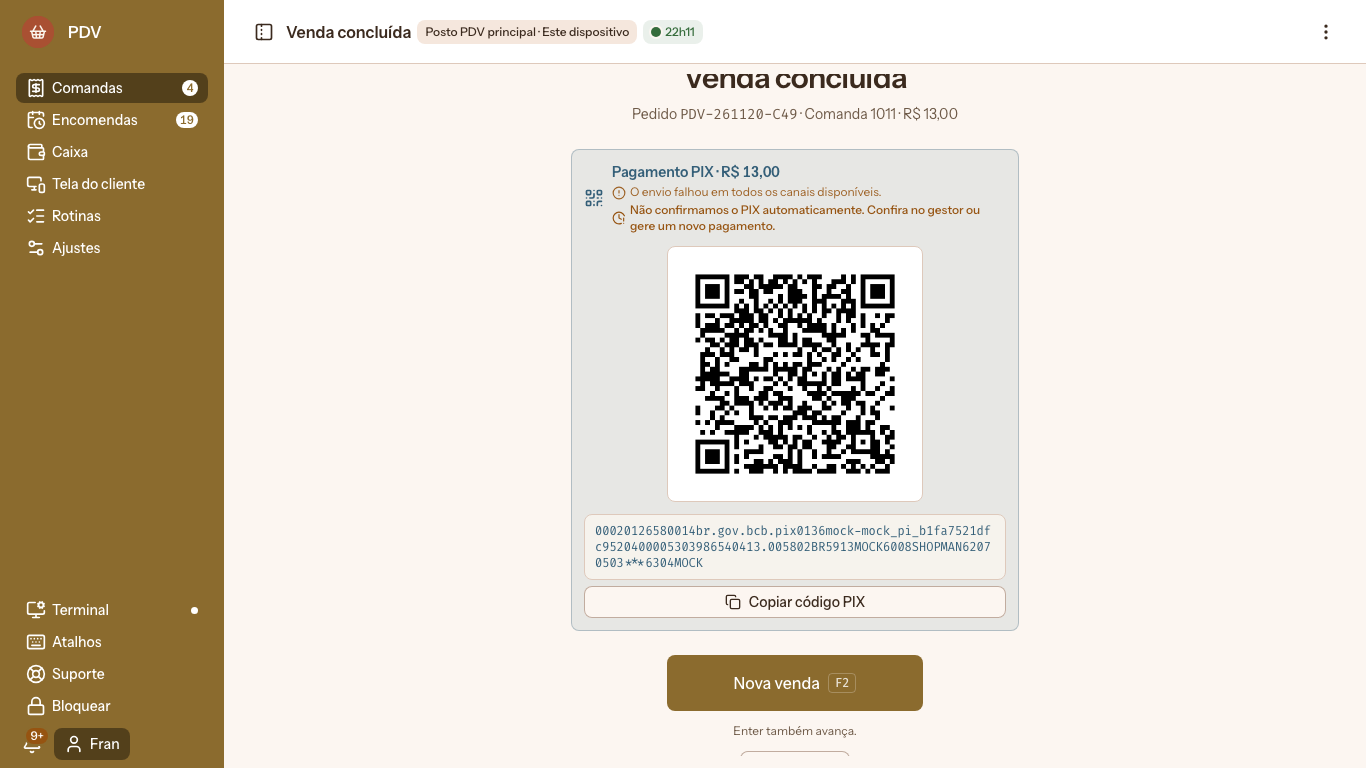 PDV
Venda concluída
Posto PDV principal · Este dispositivo
22h11
Comandas
4
Encomendas
19
Caixa
Tela do cliente
Rotinas
Ajustes
Terminal
Atalhos
Suporte
Bloquear
9+
Fran
Venda concluída
Pedido PDV-261120-C49 · Comanda 1011 · R$ 13,00
Pagamento PIX · R$ 13,00
O envio falhou em todos os canais disponíveis.
Não confirmamos o PIX automaticamente. Confira no gestor ou
gere um novo pagamento.
00020126580014br.gov.bcb.pix0136mock-mock_pi_b1fa7521df
c9520400005303986540413.005802BR5913MOCK6008SHOPMAN6207
0503***6304MOCK
Copiar código PIX
Nova venda F2
Enter também avança.